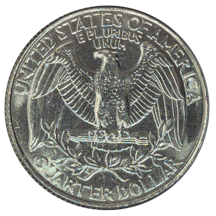 UNITED STATES OF AMERICA
E PLURIBUS
UNUM
QUARTER DOLLAR